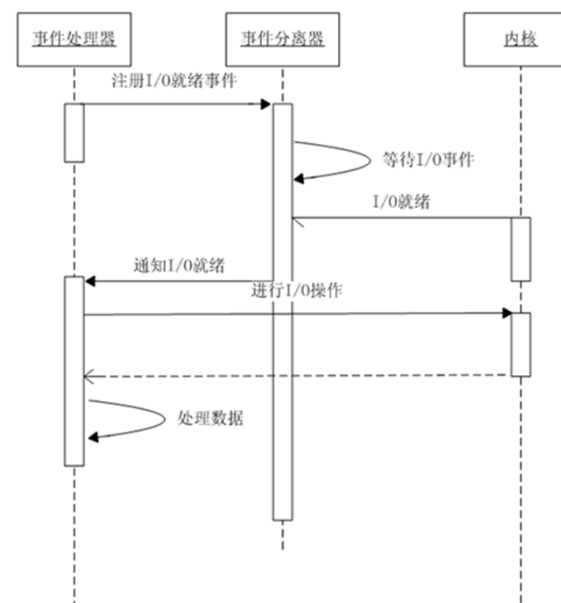 事件处理器
事件分离器
内核
注册I/O就绪事件
等待I/O事件
I/O就绪
通知I/O就绪
进行I/O操作
处理数据